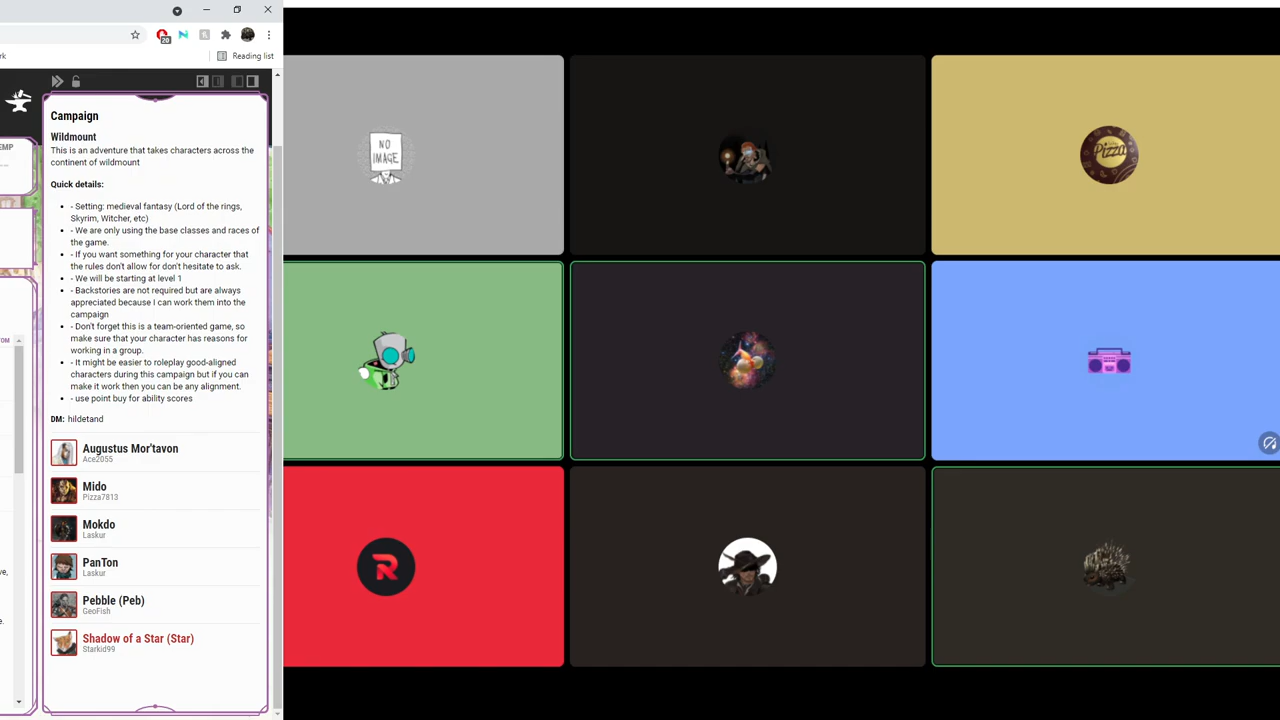 20
rk
Reading list
EMP
TOM
ve,
e.
Campaign
Wildmount
This is an adventure that takes characters across the
continent of wildmount
Quick details:
- Setting: medieval fantasy (Lord of the rings,
Skyrim, Witcher, etc)
- We are only using the base classes and races of
the game.
- If you want something for your character that
the rules don't allow for don't hesitate to ask.
- We will be starting at level 1
- Backstories are not required but are always
appreciated because I can work them into the
campaign
- Don't forget this is a team-oriented game, so
make sure that your character has reasons for
working in a group.
- It might be easier to roleplay good-aligned
characters during this campaign but if you can
make it work then you can be any alignment.
- use point buy for ability scores
DM: hildetand
Augustus Mor'tavon
Ace2055
Mido
Pizza7813
Mokdo
Laskur
PanTon
Laskur
Pebble (Peb)
GeoFish
Shadow of a Star (Star)
Starkid99
NO
IMAGE
Pizza
R